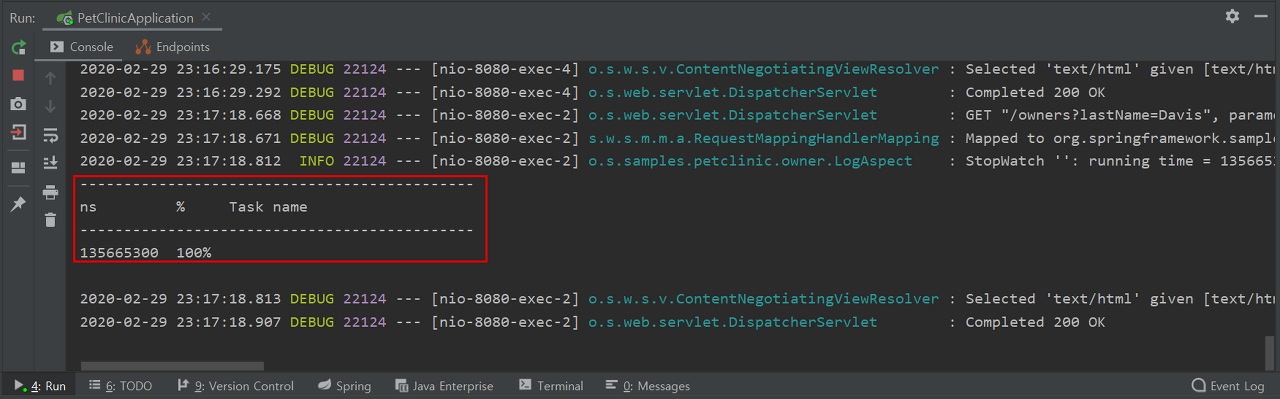 Run: PetClinicApplication
Console Endpoints
2020-02-29 23:16:29.175 DEBUG 22124 --- [nio-8080-exec-4] o.s.w.s.v.ContentNegotiatingViewResolver : Selected 'text/html' given [text/htm
2020-02-29 23:16:29.292 DEBUG 22124 --- [nio-8080-exec-4] o.s.web.servlet.DispatcherServlet : Completed 200 OK
2020-02-29 23:17:18.668 DEBUG 22124 --- [nio-8080-exec-2] o.s.web.servlet.DispatcherServlet : GET "/owners?lastName=Davis", param
2020-02-29 23:17:18.671 DEBUG 22124 --- [nio-8080-exec-2] s.w.s.m.m.a.RequestMappingHandlerMapping : Mapped to org.springframework.sampl
2020-02-29 23:17:18.812 INFO 22124 --- [nio-8080-exec-2] o.s.samples.petclinic.owner.LogAspect : StopWatch '': running time = 1356653
---------------------------------------------
ns % Task name
---------------------------------------------
135665300 100%
2020-02-29 23:17:18.813 DEBUG 22124 --- [nio-8080-exec-2] o.s.w.s.v.ContentNegotiatingViewResolver : Selected 'text/html' given [text/htm
2020-02-29 23:17:18.907 DEBUG 22124 --- [nio-8080-exec-2] o.s.web.servlet.DispatcherServlet : Completed 200 OK
4: Run 6: TODO 9: Version Control Spring Java Enterprise Terminal 0: Messages Event Log